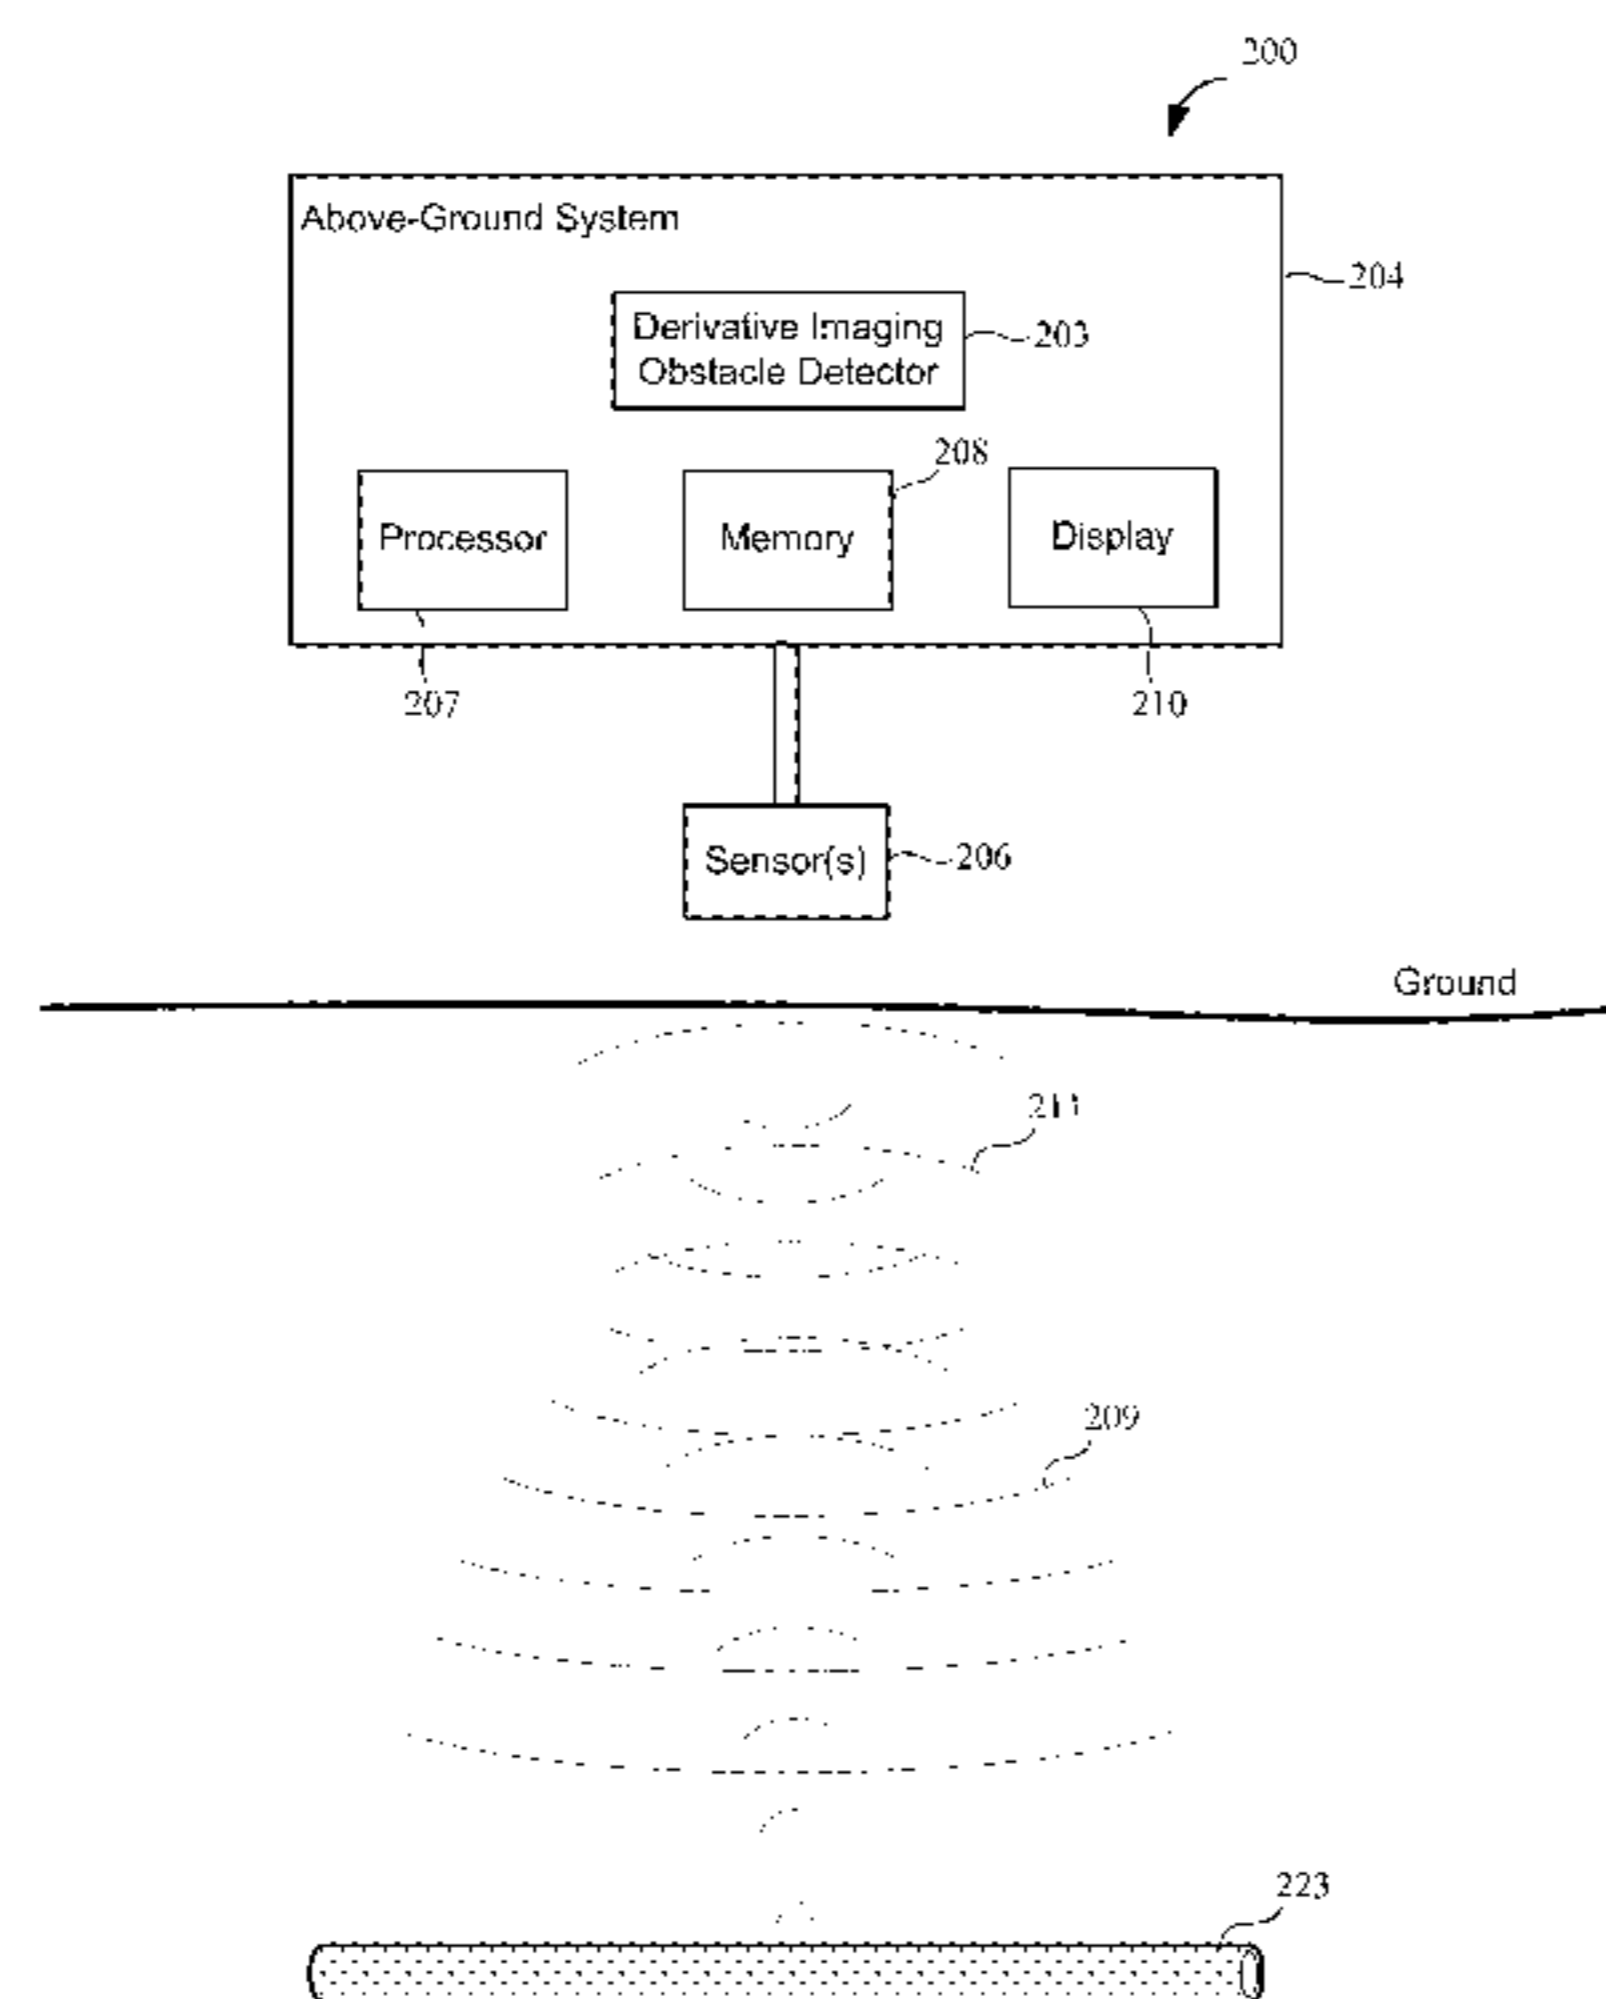 200
Above-Ground System
204
Derivative Imaging
Obstacle Detector
203
208
Processor
Memory
Display
207
210
Sensor(s)
206
Ground
211
209
223